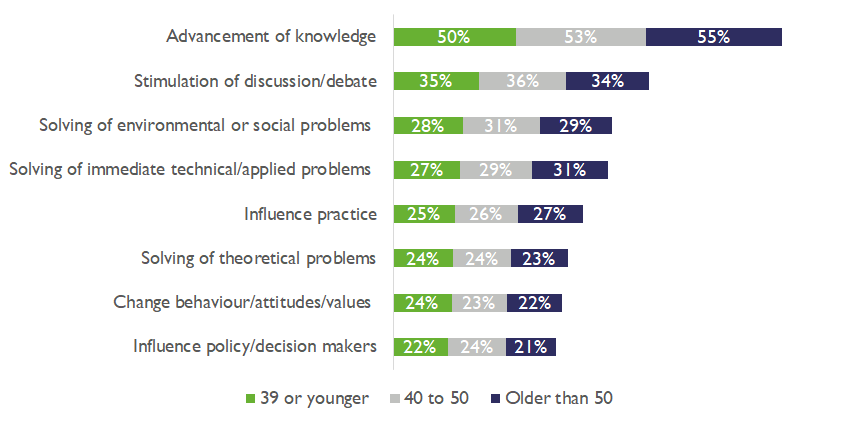 Advancement of knowledge 50% 53% 55%
Stimulation of discussion/debate 35% 36% 34%
Solving of environmental or social problems 28% 31% 29%
Solving of immediate technical/applied problems 27% 29% 31%
Influence practice 25% 26% 27%
Solving of theoretical problems 24% 24% 23%
Change behaviour/attitudes/values 24% 23% 22%
Influence policy/decision makers 22% 24% 21%
39 or younger 40 to 50 Older than 50